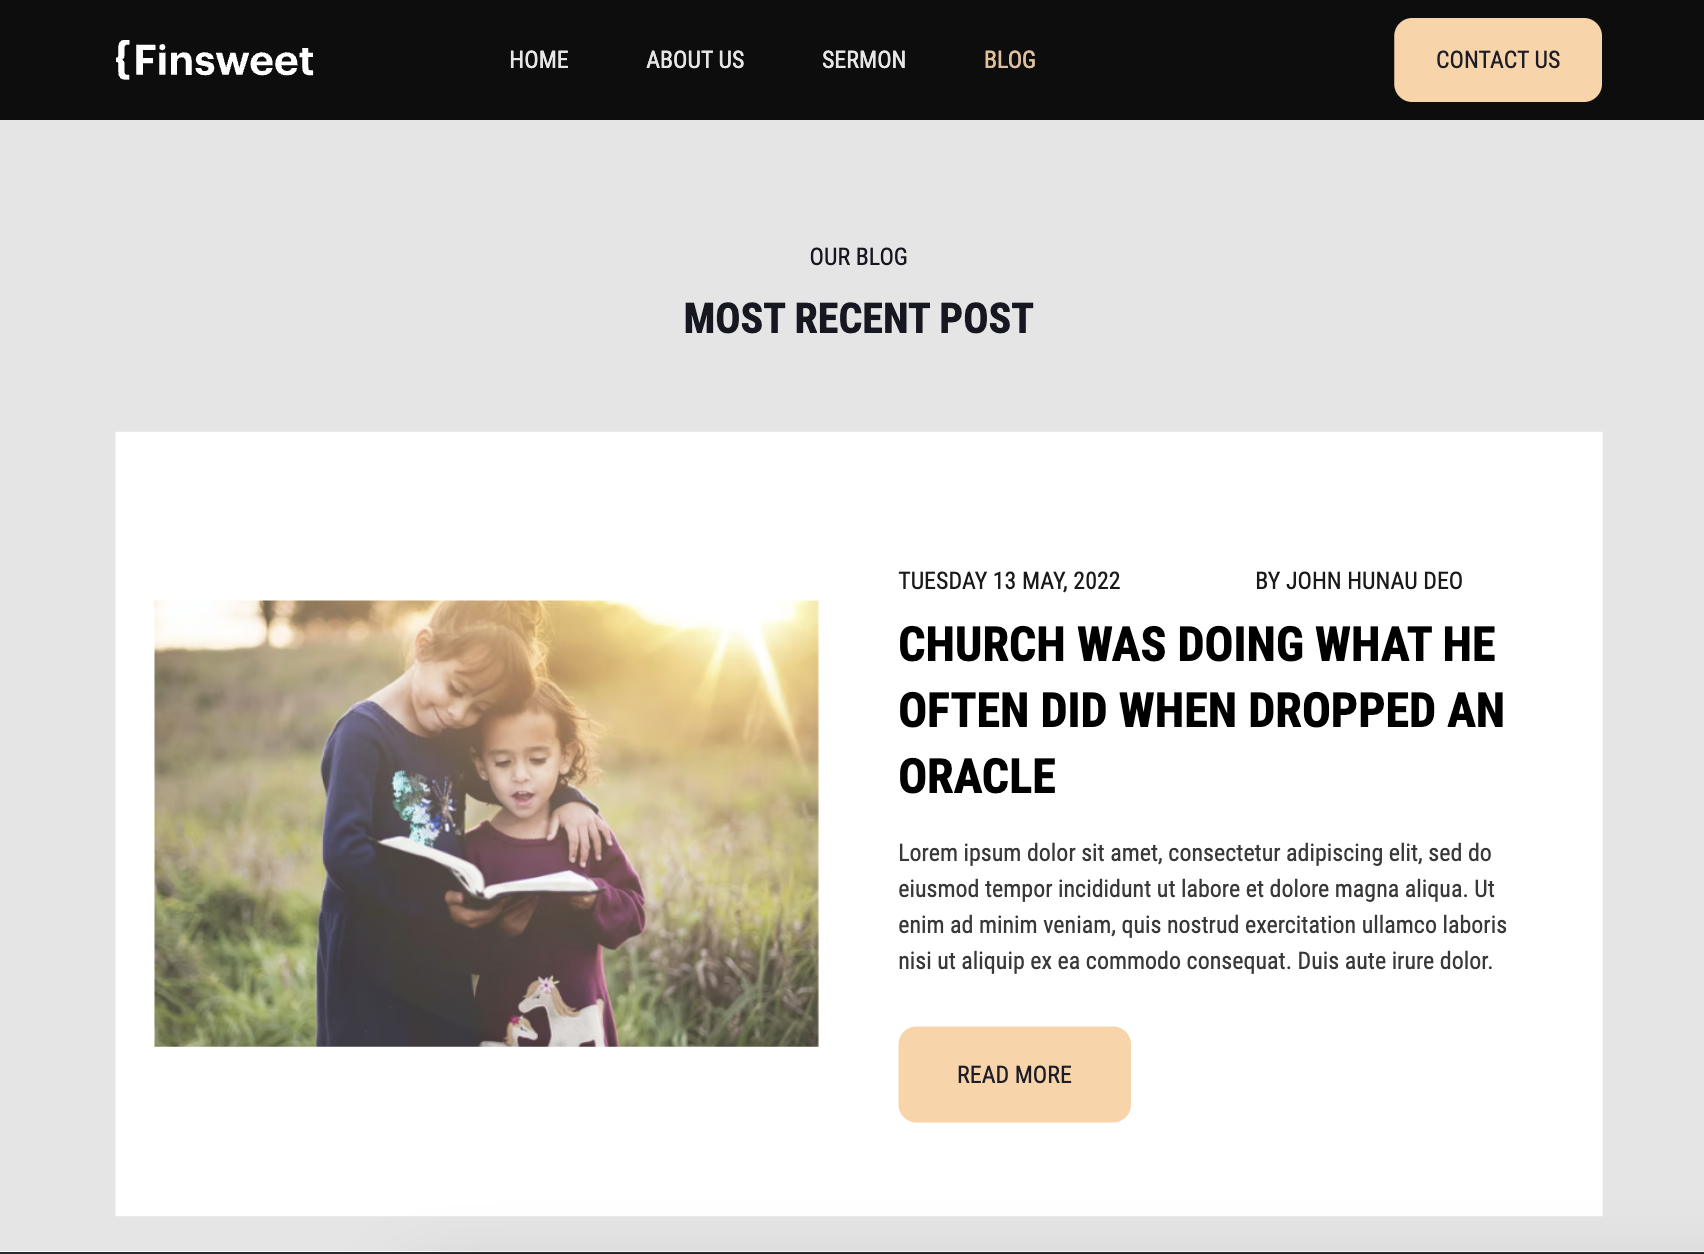 {Finsweet
HOME
ABOUT US
SERMON
BLOG
CONTACT US
OUR BLOG
MOST RECENT POST
TUESDAY 13 MAY, 2022
BY JOHN HUNAU DEO
CHURCH WAS DOING WHAT HE
OFTEN DID WHEN DROPPED AN
ORACLE
Lorem ipsum dolor sit amet, consectetur adipiscing elit, sed do
eiusmod tempor incididunt ut labore et dolore magna aliqua. Ut
enim ad minim veniam, quis nostrud exercitation ullamco laboris
nisi ut aliquip ex ea commodo consequat. Duis aute irure dolor.
READ MORE